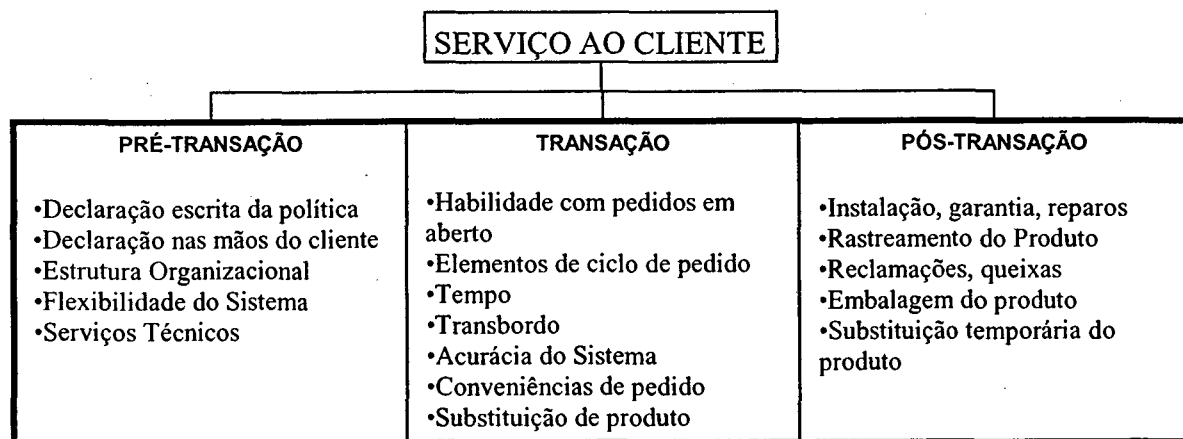 SERVIÇO AO CLIENTE
PRÉ-TRANSAÇÃO
•Declaração escrita da política
•Declaração nas mãos do cliente
•Estrutura Organizacional
•Flexibilidade do Sistema
•Serviços Técnicos
TRANSAÇÃO
•Habilidade com pedidos em
aberto
•Elementos de ciclo de pedido
•Tempo
•Transbordo
•Acurácia do Sistema
•Conveniências de pedido
•Substituição de produto
PÓS-TRANSAÇÃO
•Instalação, garantia, reparos
•Rastreamento do Produto
•Reclamações, queixas
•Embalagem do produto
•Substituição temporária do
produto